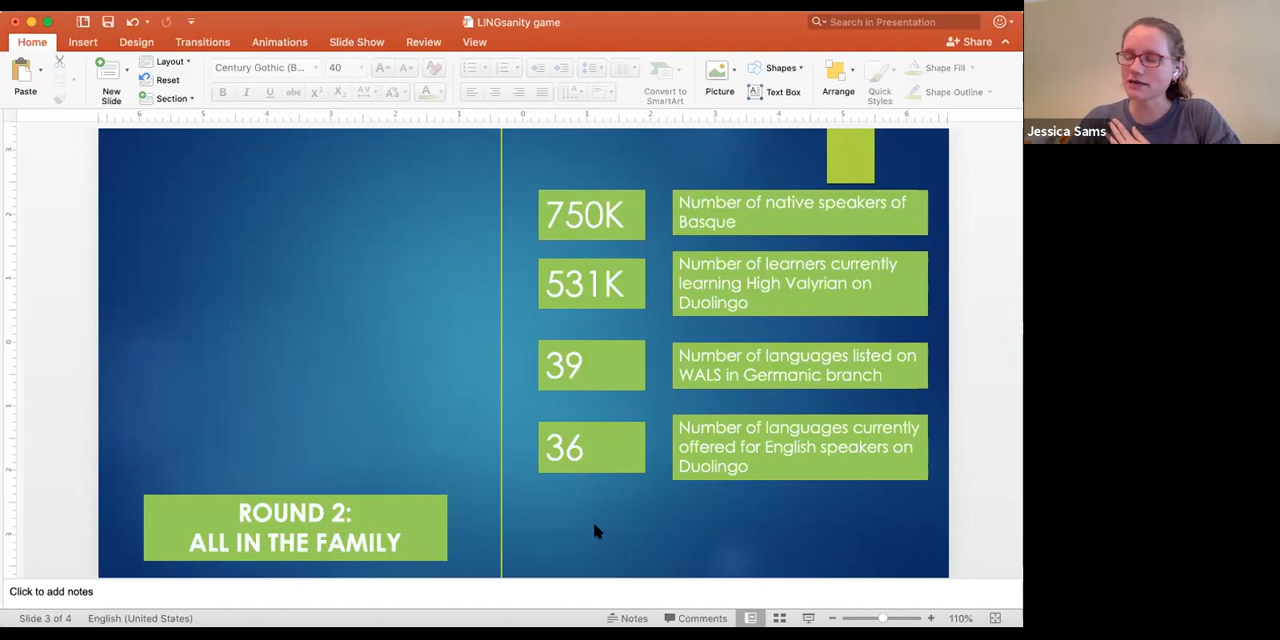 LINGsanity game
Search in Presentation
Home Insert Design Transitions Animations Slide Show Review View
Share
Paste
New
Slide
Layout
Reset
Section
Century Gothic (B...
40
Convert to
SmartArt
Picture
Shapes
Text Box
Arrange
Quick
Styles
Shape Fill
Shape Outline
Jessica Sams
750K
Number of native speakers of
Basque
531K
Number of learners currently
learning High Valyrian on
Duolingo
39
Number of languages listed on
WALS in Germanic branch
36
Number of languages currently
offered for English speakers on
Duolingo
ROUND 2:
ALL IN THE FAMILY
Click to add notes
Slide 3 of 4
English (United States)
Notes
Comments
110%